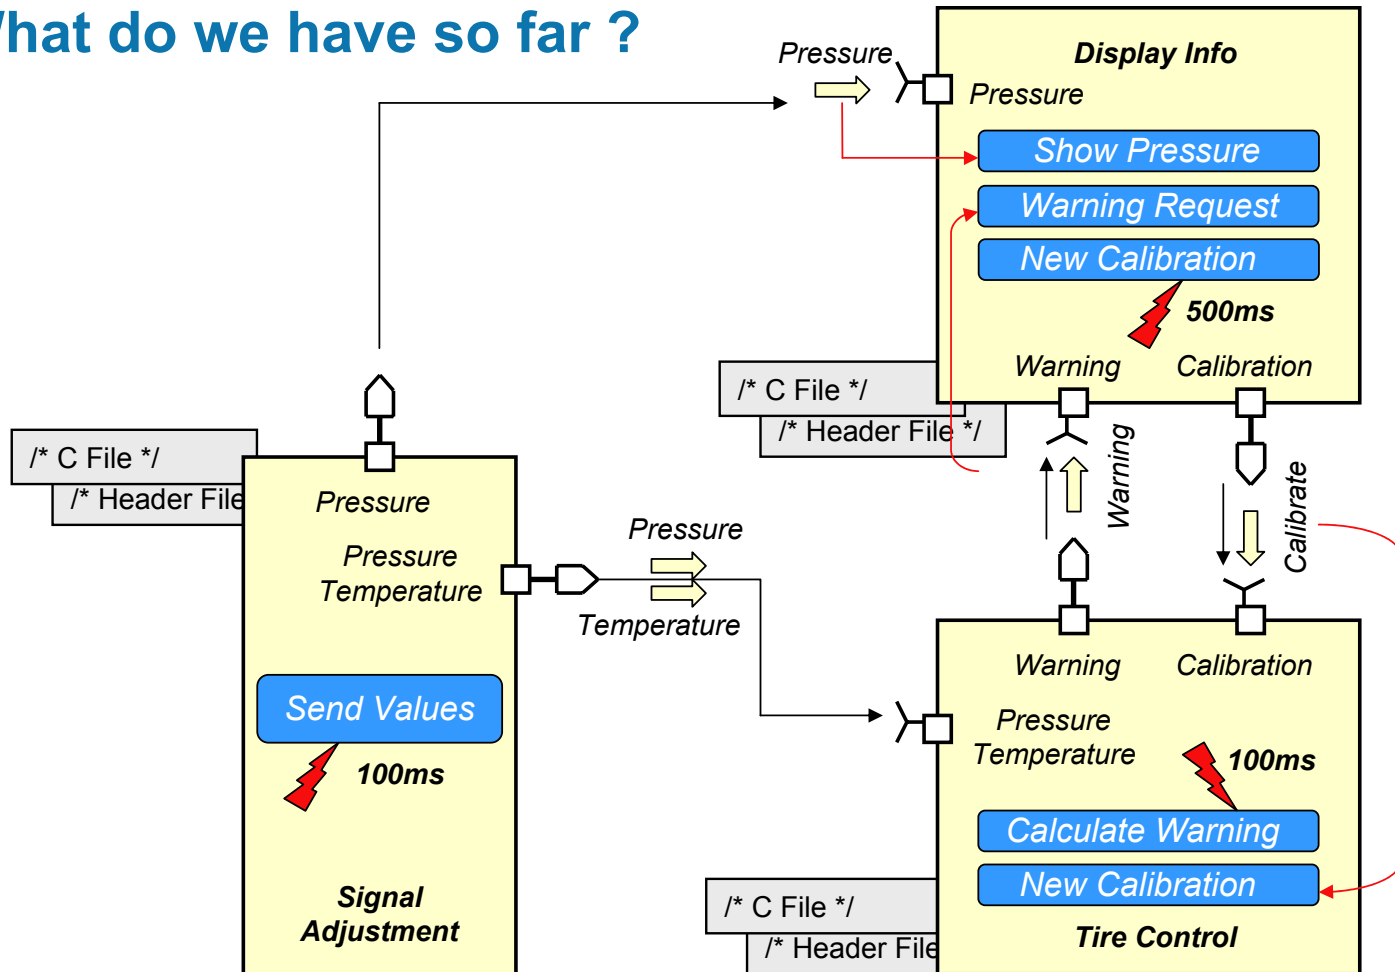 hat do we have so far ?
Pressure
Display Info
Pressure
Show Pressure
Warning Request
New Calibration
500ms
Warning
Calibration
/* C File */
/* Header File */
Warning
Calibrate
/* C File */
/* Header File
Pressure
Pressure
Temperature
Pressure
Temperature
Send Values
100ms
Signal
Adjustment
Warning
Calibration
Pressure
Temperature
100ms
Calculate Warning
New Calibration
Tire Control
/* C File */
/* Header File